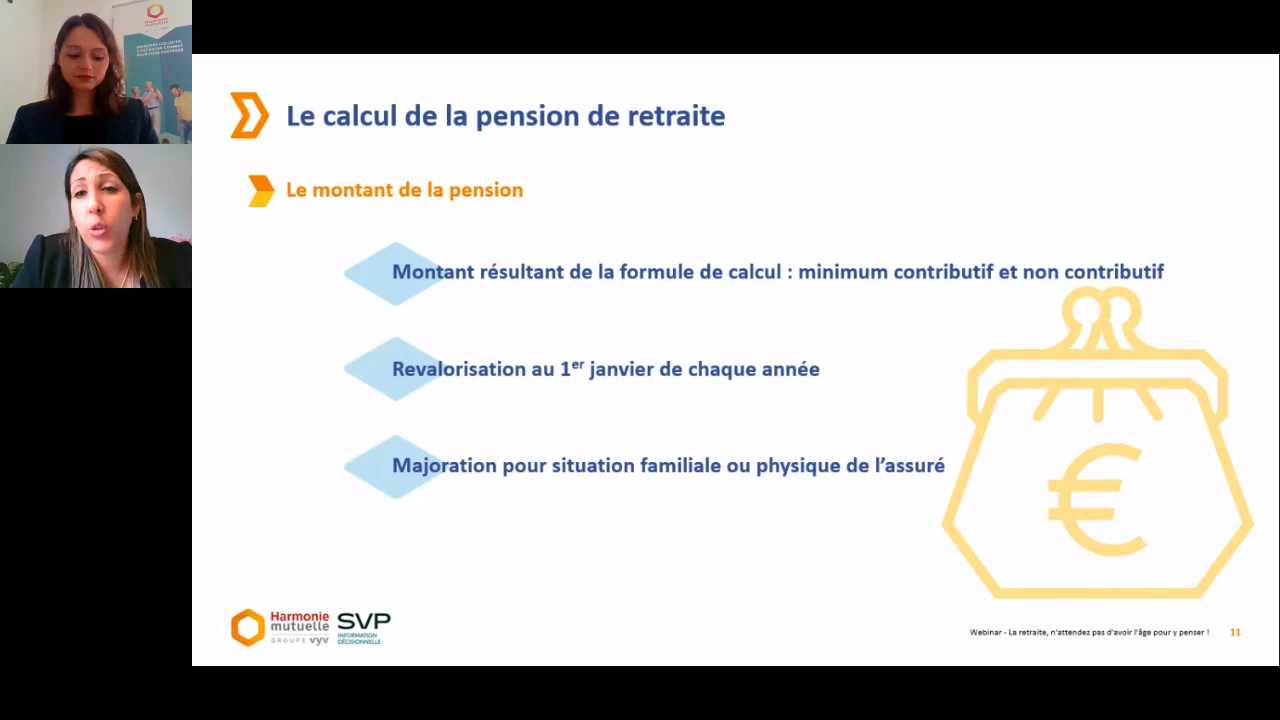 Le calcul de la pension de retraite
Le montant de la pension
Montant résultant de la formule de calcul : minimum contributif et non contributif
Revalorisation au 1er janvier de chaque année
Majoration pour situation familiale ou physique de l’assuré
€
Harmonie
mutuelle
GROUPE vyv
SVP
INFORMATION
DÉCISIONNELLE
Webinar - La retraite, n'attendez pas d'avoir l'âge pour y penser !
11